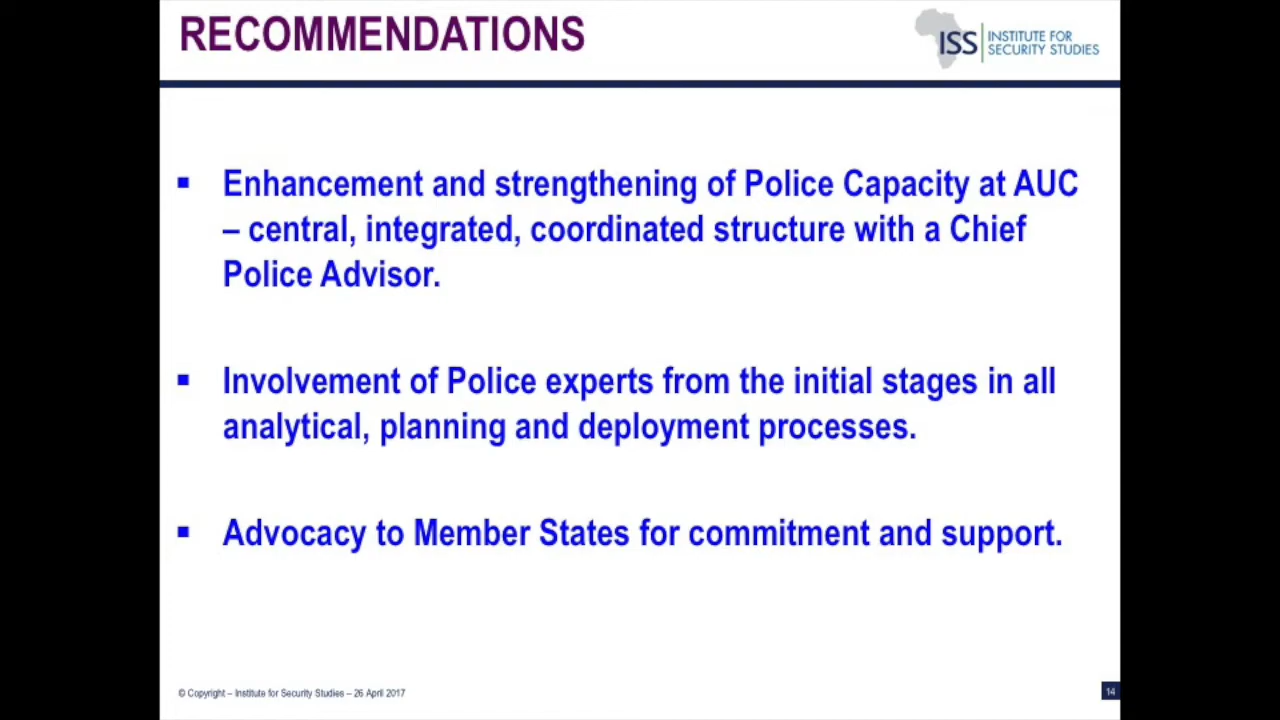 RECOMMENDATIONS
ISS
INSTITUTE FOR
SECURITY STUDIES
▪ Enhancement and strengthening of Police Capacity at AUC
– central, integrated, coordinated structure with a Chief
Police Advisor.
▪ Involvement of Police experts from the initial stages in all
analytical, planning and deployment processes.
▪ Advocacy to Member States for commitment and support.
© Copyright – Institute for Security Studies – 26 April 2017
14